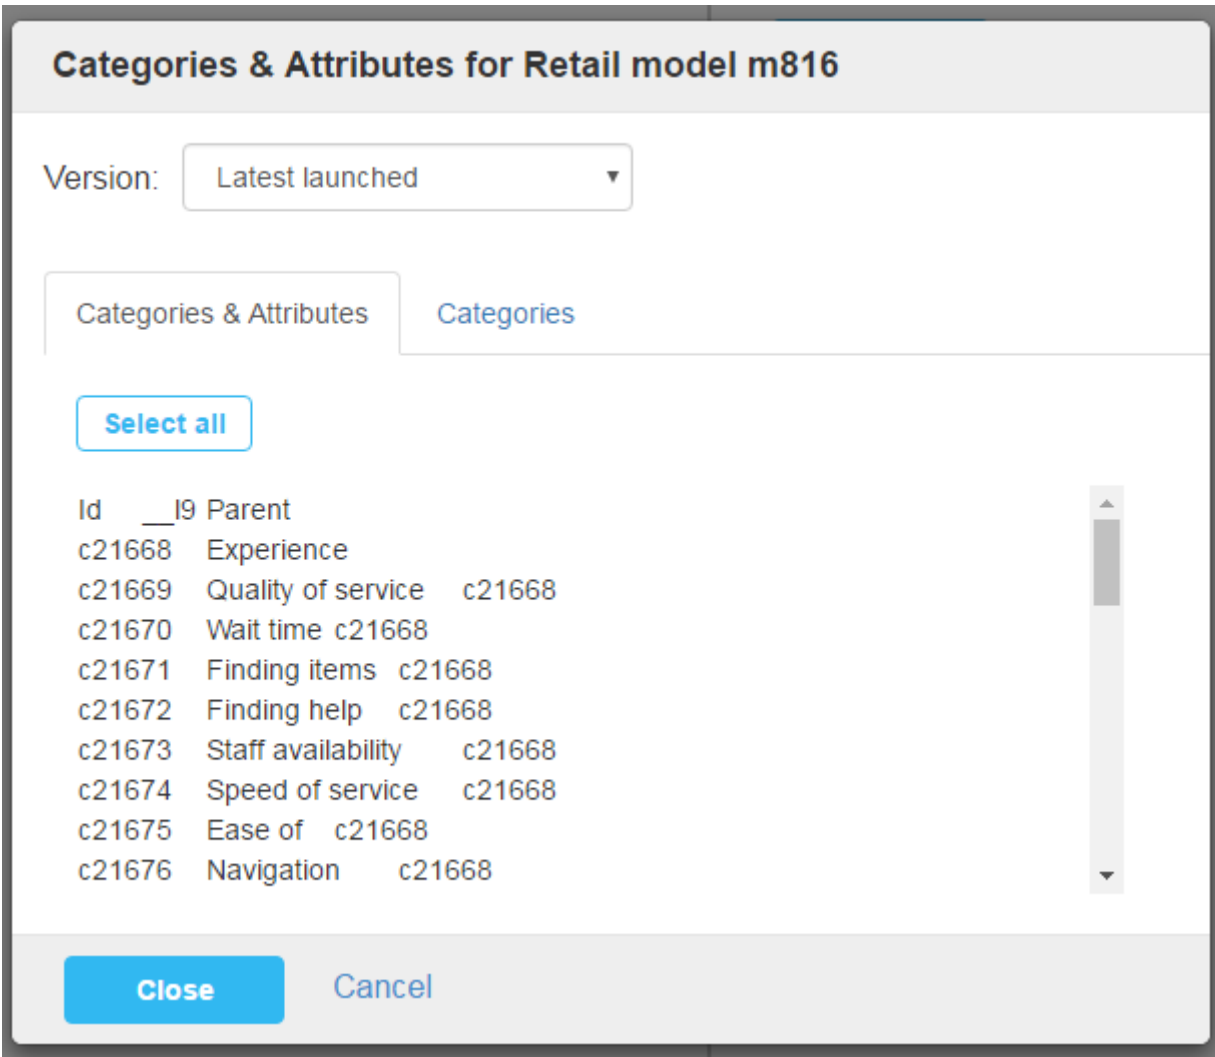 Categories & Attributes for Retail model m816
Version: Latest launched
Categories & Attributes Categories
Select all
Id __l9 Parent
c21668 Experience
c21669 Quality of service c21668
c21670 Wait time c21668
c21671 Finding items c21668
c21672 Finding help c21668
c21673 Staff availability c21668
c21674 Speed of service c21668
c21675 Ease of c21668
c21676 Navigation c21668
Close Cancel